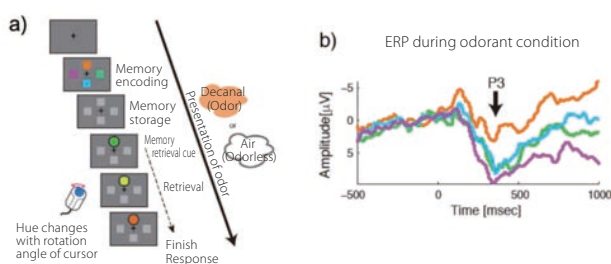 a)
Memory
encoding
Memory
storage
Memory
retrieval cue
Retrieval
Finish
Response
Hue changes
with rotation
angle of cursor
Presentation of odor
Decanal
(Odor)
or
Air
(Odorless)
b)
ERP during odorant condition
P3
Amplitude[μV]
-5
0
5
-500
0
500
1000
Time [msec]